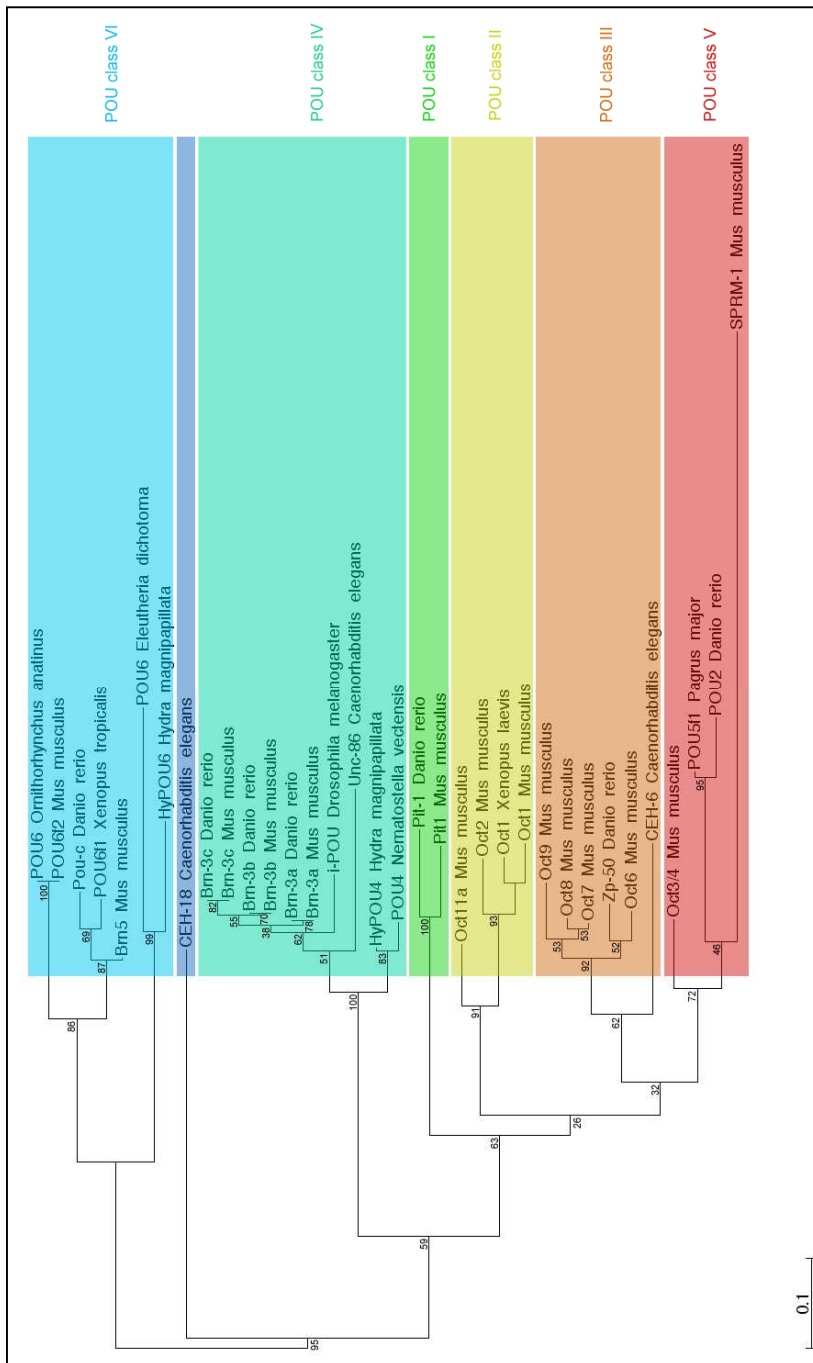 POU class VI
POU class IV
POU class I
POU class II
POU class III
POU class V
POU6 Ornithorhynchus anatinus
POU6f2 Mus musculus
Pou-c Danio rerio
POU6f1 Xenopus tropicalis
Brn5 Mus musculus
POU6 Eleutheria dichotoma
HyPOU6 Hydra magnipapillata
CEH-18 Caenorhabditis elegans
Brn-3c Danio rerio
Brn-3c Mus musculus
Brn-3b Danio rerio
Brn-3b Mus musculus
Brn-3a Danio rerio
Brn-3a Mus musculus
i-POU Drosophila melanogaster
Unc-86 Caenorhabditis elegans
HyPOU4 Hydra magnipapillata
POU4 Nematostella vectensis
Pit-1 Danio rerio
Pit1 Mus musculus
Oct11a Mus musculus
Oct2 Mus musculus
Oct1 Xenopus laevis
Oct1 Mus musculus
Oct9 Mus musculus
Oct8 Mus musculus
Oct7 Mus musculus
Zp-50 Danio rerio
Oct6 Mus musculus
CEH-6 Caenorhabditis elegans
Oct3/4 Mus musculus
POU5f1 Pagrus major
POU2 Danio rerio
SPRM-1 Mus musculus
100
69
87
86
99
82
55
70
38
78
62
51
83
100
100
93
91
53
53
52
92
62
95
46
72
32
26
63
59
95
0.1